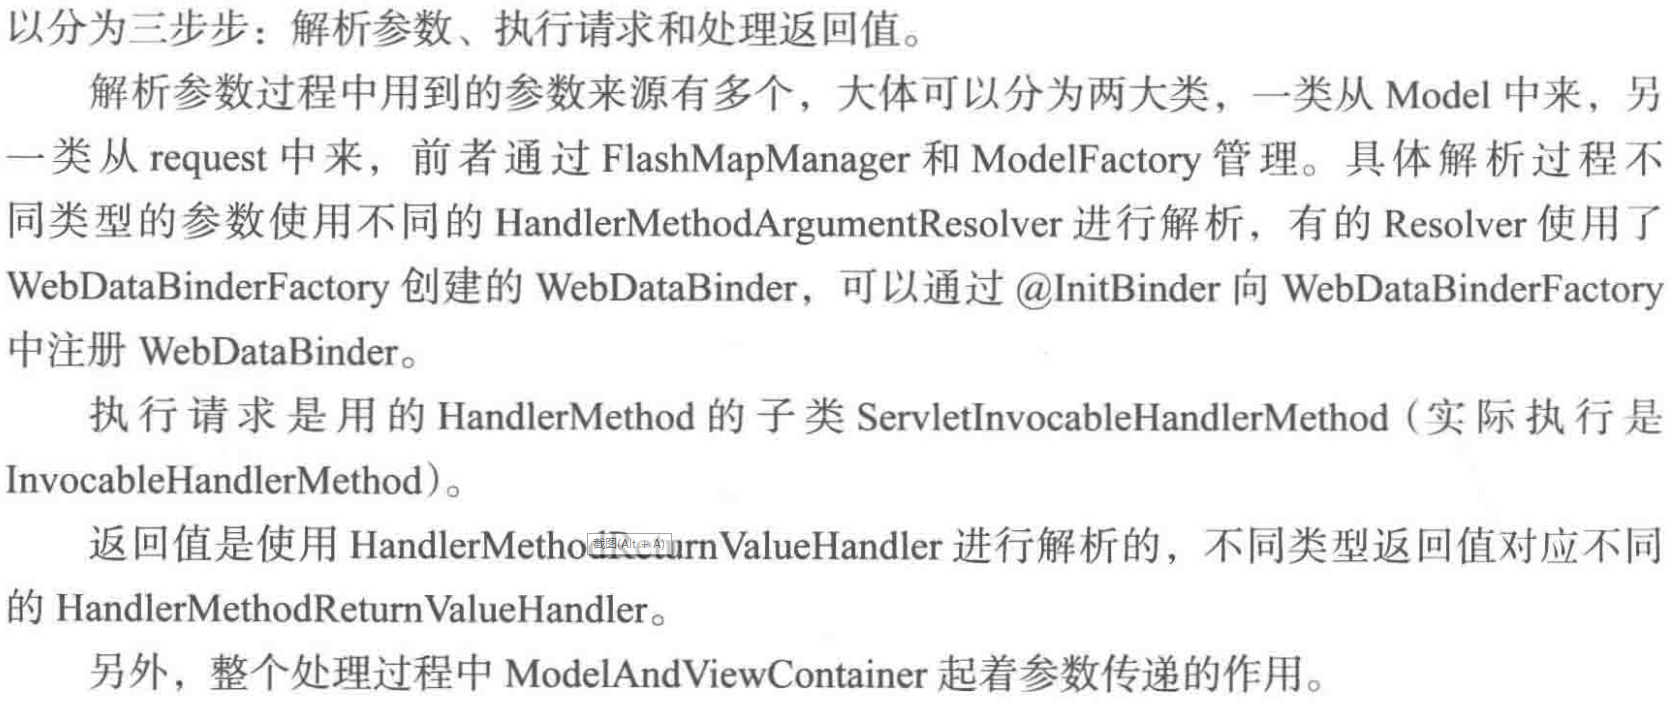 以分为三步步：解析参数、执行请求和处理返回值。
解析参数过程中用到的参数来源有多个，大体可以分为两大类，一类从 Model 中来，另
一类从 request 中来，前者通过 FlashMapManager 和 ModelFactory 管理。具体解析过程不
同类型的参数使用不同的 HandlerMethodArgumentResolver 进行解析，有的 Resolver 使用了
WebDataBinderFactory 创建的 WebDataBinder，可以通过 @InitBinder 向 WebDataBinderFactory
中注册 WebDataBinder。
执行请求是用的 HandlerMethod 的子类 ServletInvocableHandlerMethod（实际执行是
InvocableHandlerMethod）。
返回值是使用 HandlerMethodReturnValueHandler 进行解析的，不同类型返回值对应不同
截图(Alt + A)
的 HandlerMethodReturnValueHandler。
另外，整个处理过程中 ModelAndViewContainer 起着参数传递的作用。